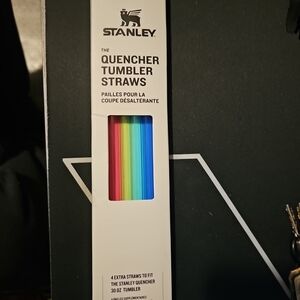 STANLEY
THE
QUENCHER
TUMBLER
STRAWS
PAILLES POUR LA
COUPE DÉSALTÉRANTE
4 EXTRA STRAWS TO FIT
THE STANLEY QUENCHER
30 OZ TUMBLER